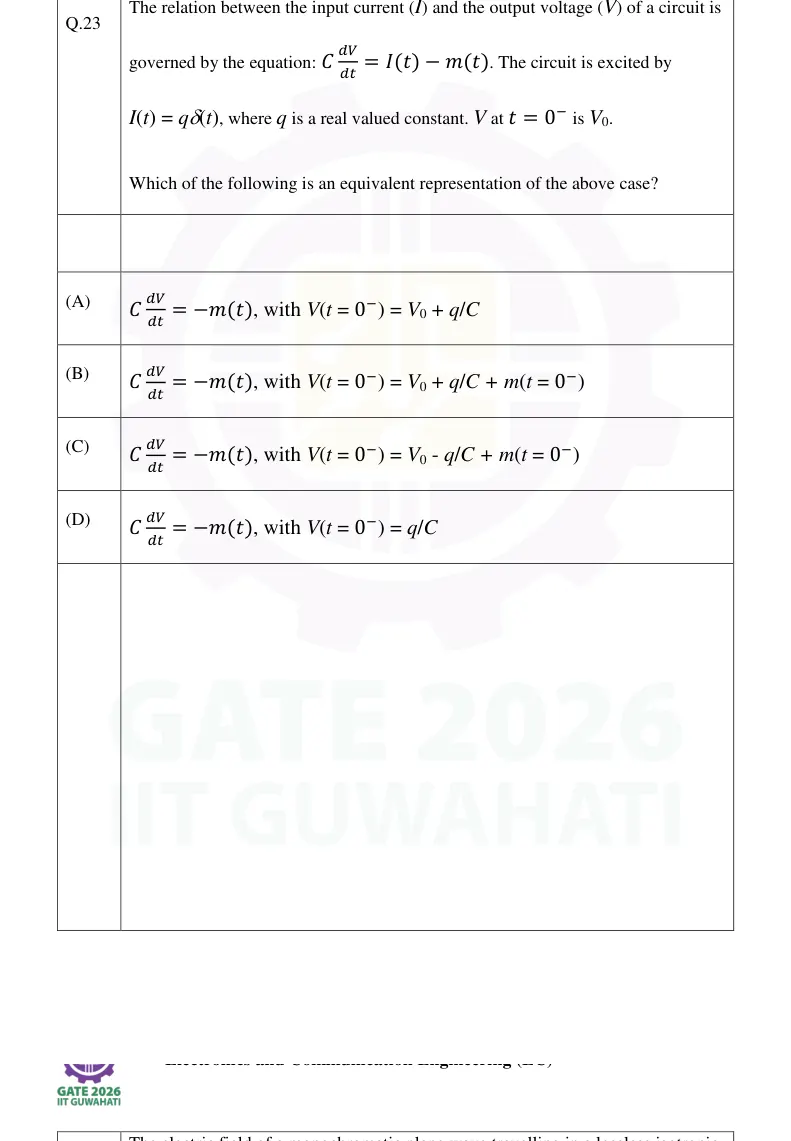 The relation between the input current (I) and the output voltage (V) of a circuit is
Q.23
governed by the equation: C dV/dt = I(t) − m(t). The circuit is excited by
I(t) = qδ(t), where q is a real valued constant. V at t = 0⁻ is V₀.
Which of the following is an equivalent representation of the above case?
(A) C dV/dt = −m(t), with V(t = 0⁻) = V₀ + q/C
(B) C dV/dt = −m(t), with V(t = 0⁻) = V₀ + q/C + m(t = 0⁻)
(C) C dV/dt = −m(t), with V(t = 0⁻) = V₀ - q/C + m(t = 0⁻)
(D) C dV/dt = −m(t), with V(t = 0⁻) = q/C
GATE 2026
IIT GUWAHATI
GATE 2026
IIT GUWAHATI